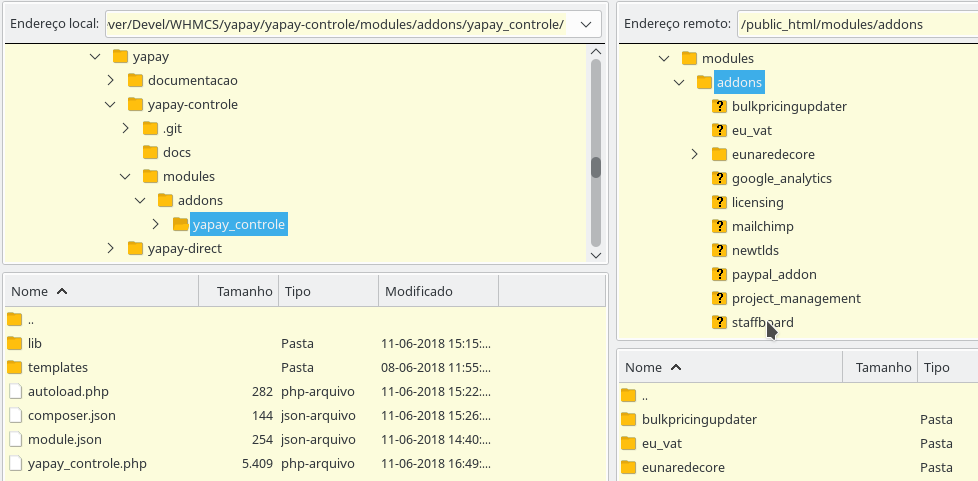 Endereço local: ver/Devel/WHMCS/yapay/yapay-controle/modules/addons/yapay_controle/
yapay
documentacao
yapay-controle
.git
docs
modules
addons
yapay_controle
yapay-direct
Nome Tamanho Tipo Modificado
..
lib Pasta 11-06-2018 15:15:...
templates Pasta 08-06-2018 11:55:...
autoload.php 282 php-arquivo 11-06-2018 15:22:...
composer.json 144 json-arquivo 11-06-2018 15:26:...
module.json 254 json-arquivo 11-06-2018 14:40:...
yapay_controle.php 5.409 php-arquivo 11-06-2018 16:49:...
Endereço remoto: /public_html/modules/addons
modules
addons
bulkpricingupdater
eu_vat
eunaredecore
google_analytics
licensing
mailchimp
newtlds
paypal_addon
project_management
staffboard
Nome Tamanho Tipo
..
bulkpricingupdater Pasta
eu_vat Pasta
eunaredecore Pasta